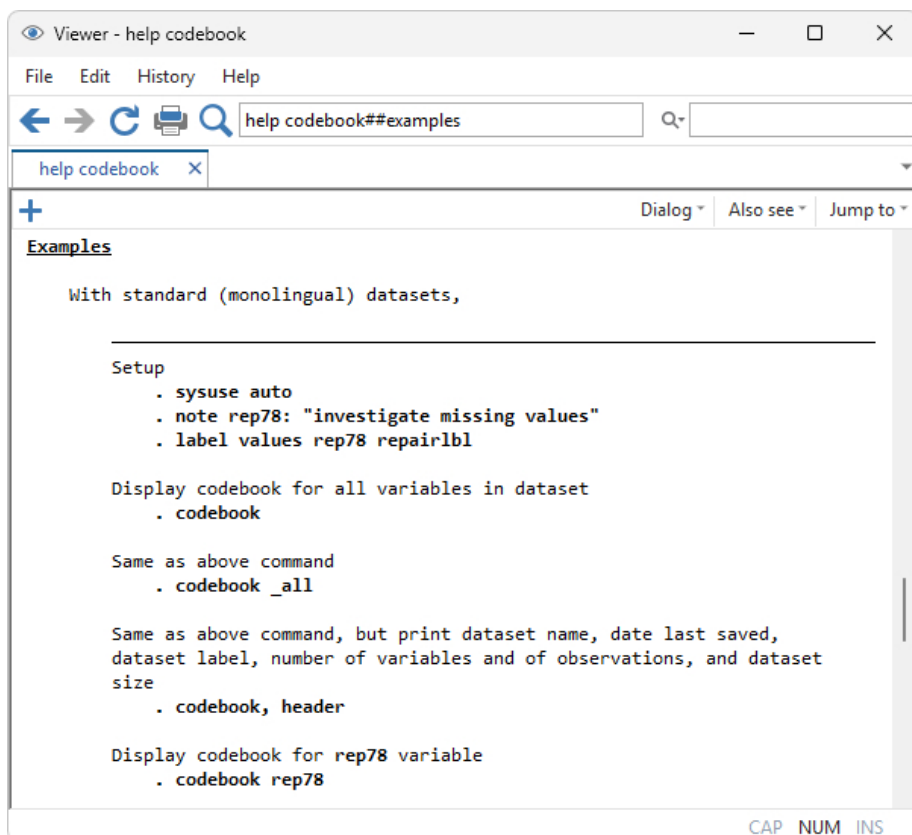 Viewer - help codebook
File Edit History Help
help codebook##examples
help codebook
Dialog Also see Jump to
Examples
With standard (monolingual) datasets,
Setup
. sysuse auto
. note rep78: "investigate missing values"
. label values rep78 repairlbl
Display codebook for all variables in dataset
. codebook
Same as above command
. codebook _all
Same as above command, but print dataset name, date last saved,
dataset label, number of variables and of observations, and dataset
size
. codebook, header
Display codebook for rep78 variable
. codebook rep78
CAP NUM INS